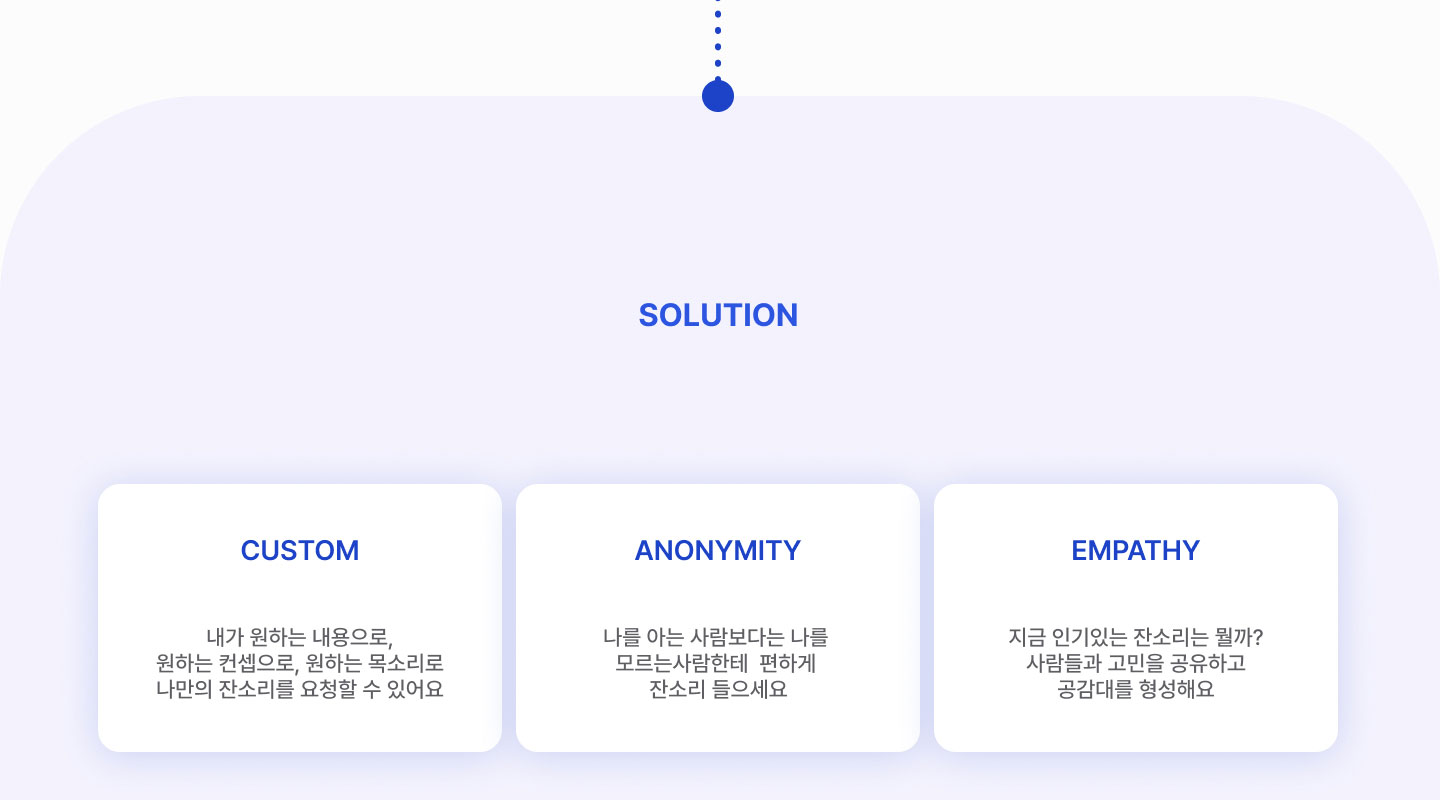 SOLUTION
CUSTOM
내가 원하는 내용으로,
원하는 컨셉으로, 원하는 목소리로
나만의 잔소리를 요청할 수 있어요
ANONYMITY
나를 아는 사람보다는 나를
모르는사람한테  편하게
잔소리 들으세요
EMPATHY
지금 인기있는 잔소리는 뭘까?
사람들과 고민을 공유하고
공감대를 형성해요